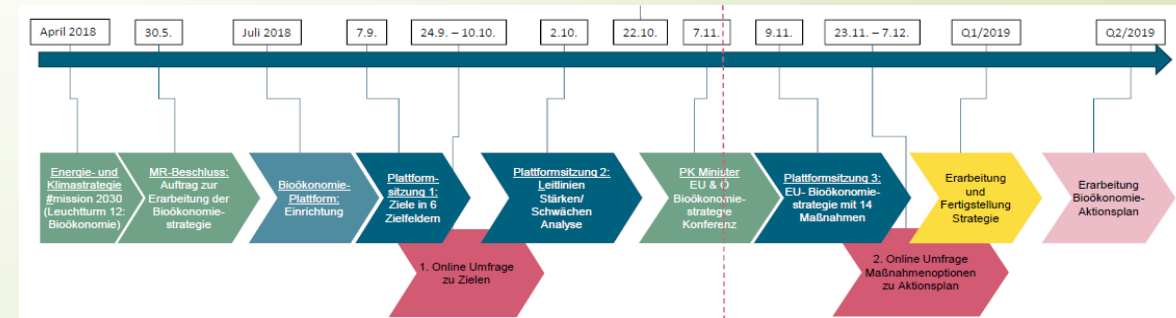 April 2018
30.5.
Juli 2018
7.9.
24.9. – 10.10.
2.10.
22.10.
7.11.
9.11.
23.11. – 7.12.
Q1/2019
Q2/2019
Energie- und
Klimastrategie
#mission 2030
(Leuchtturm 12:
Bioökonomie)
MR-Beschluss:
Auftrag zur
Erarbeitung der
Bioökonomie-
strategie
Bioökonomie-
Plattform:
Einrichtung
Plattform-
sitzung 1:
Ziele in 6
Zielfeldern
Plattformsitzung 2:
Leitlinien
Stärken/
Schwächen
Analyse
PK Minister
EU & Ö
Bioökonomie-
strategie
Konferenz
Plattformsitzung 3:
EU- Bioökonomie-
strategie mit 14
Maßnahmen
Erarbeitung
und
Fertigstellung
Strategie
Erarbeitung
Bioökonomie-
Aktionsplan
1. Online Umfrage
zu Zielen
2. Online Umfrage
Maßnahmenoptionen
zu Aktionsplan